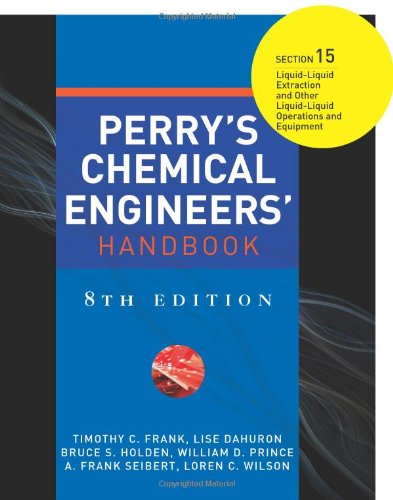 SECTION 15
Liquid-Liquid
Extraction
and Other
Liquid-Liquid
Operations and
Equipment
PERRY'S
CHEMICAL
ENGINEERS'
HANDBOOK
8TH EDITION
TIMOTHY C. FRANK, LISE DAHURON
BRUCE S. HOLDEN, WILLIAM D. PRINCE
A. FRANK SEIBERT, LOREN C. WILSON